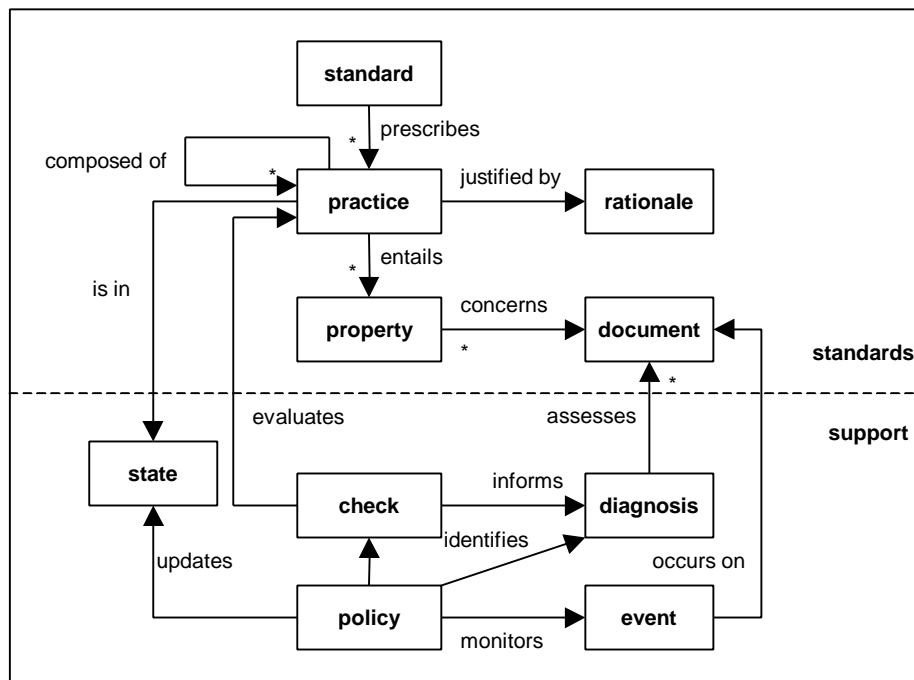 standard
prescribes
*
composed of
*
justified by
practice
rationale
entails
*
is in
concerns
property
document
*
standards
*
evaluates
assesses
support
state
informs
check
diagnosis
identifies
updates
occurs on
policy
event
monitors